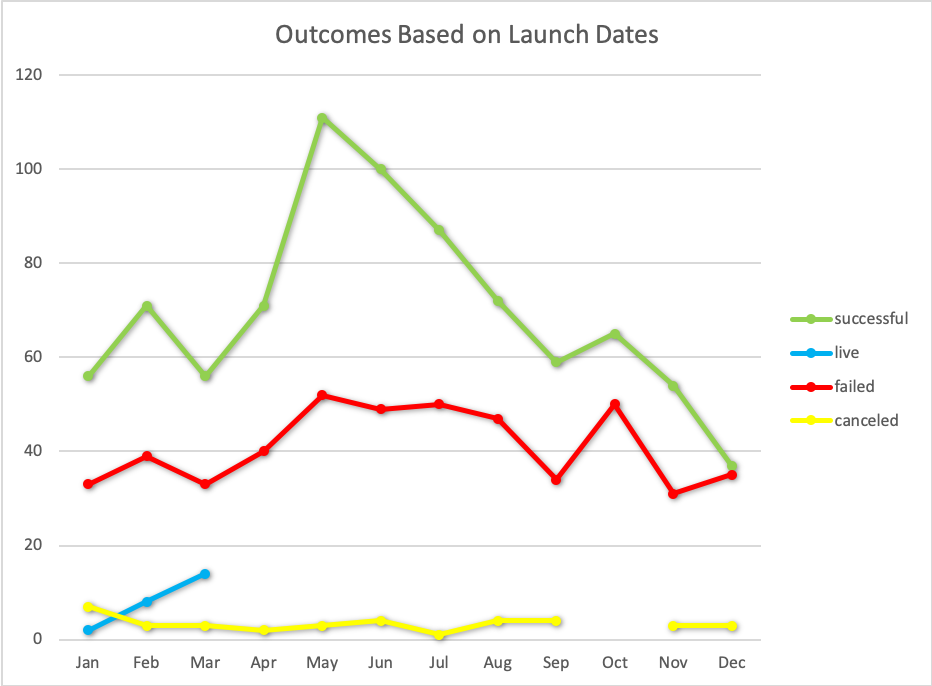 Outcomes Based on Launch Dates
120
100
80
60
40
20
0
Jan Feb Mar Apr May Jun Jul Aug Sep Oct Nov Dec
successful
live
failed
canceled